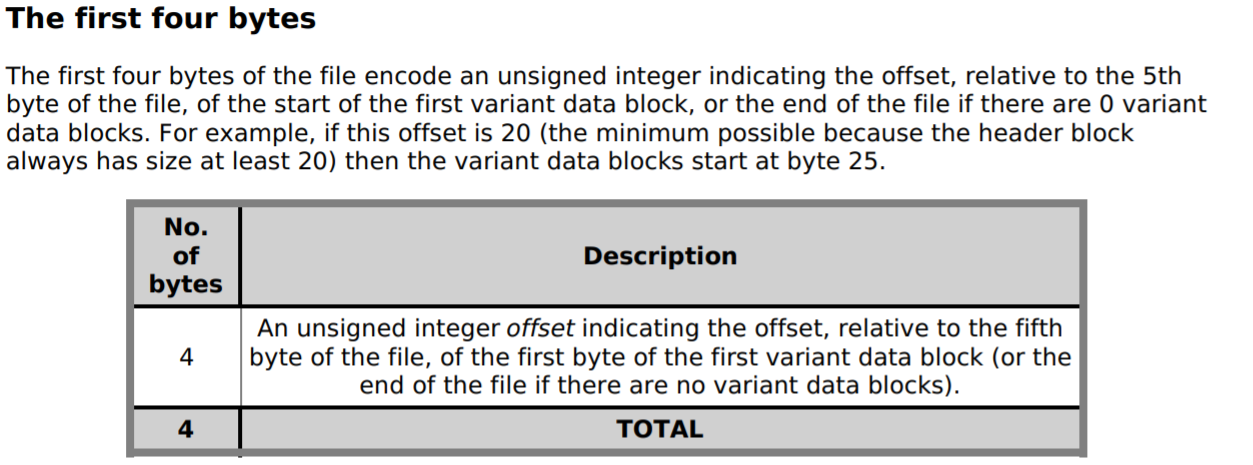 The first four bytes
The first four bytes of the file encode an unsigned integer indicating the offset, relative to the 5th
byte of the file, of the start of the first variant data block, or the end of the file if there are 0 variant
data blocks. For example, if this offset is 20 (the minimum possible because the header block
always has size at least 20) then the variant data blocks start at byte 25.
No.
of
bytes
Description
4
An unsigned integer offset indicating the offset, relative to the fifth
byte of the file, of the first byte of the first variant data block (or the
end of the file if there are no variant data blocks).
4
TOTAL